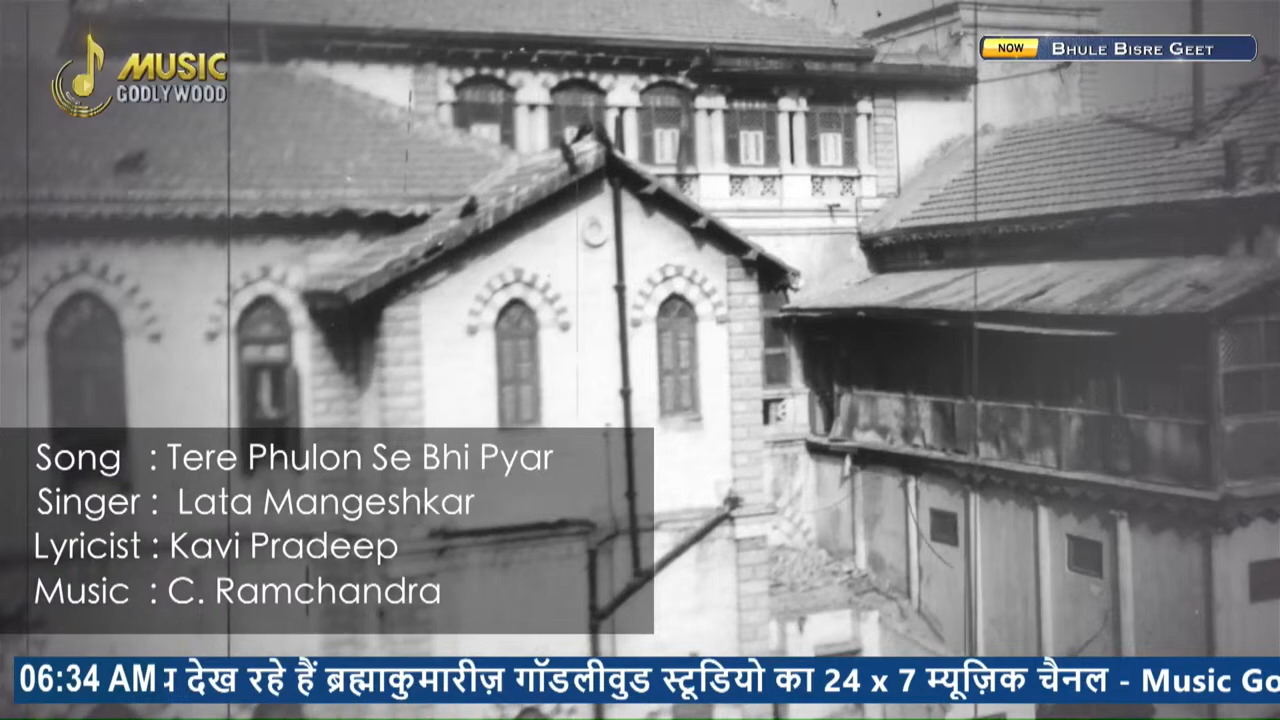 MUSIC
GODLYWOOD
NOW Bhule Bisre Geet
Song : Tere Phulon Se Bhi Pyar
Singer : Lata Mangeshkar
Lyricist : Kavi Pradeep
Music : C. Ramchandra
06:34 AM देख रहे हैं ब्रह्माकुमारीज़ गॉडलीवुड स्टूडियो का 24 x 7 म्यूज़िक चैनल - Music Go